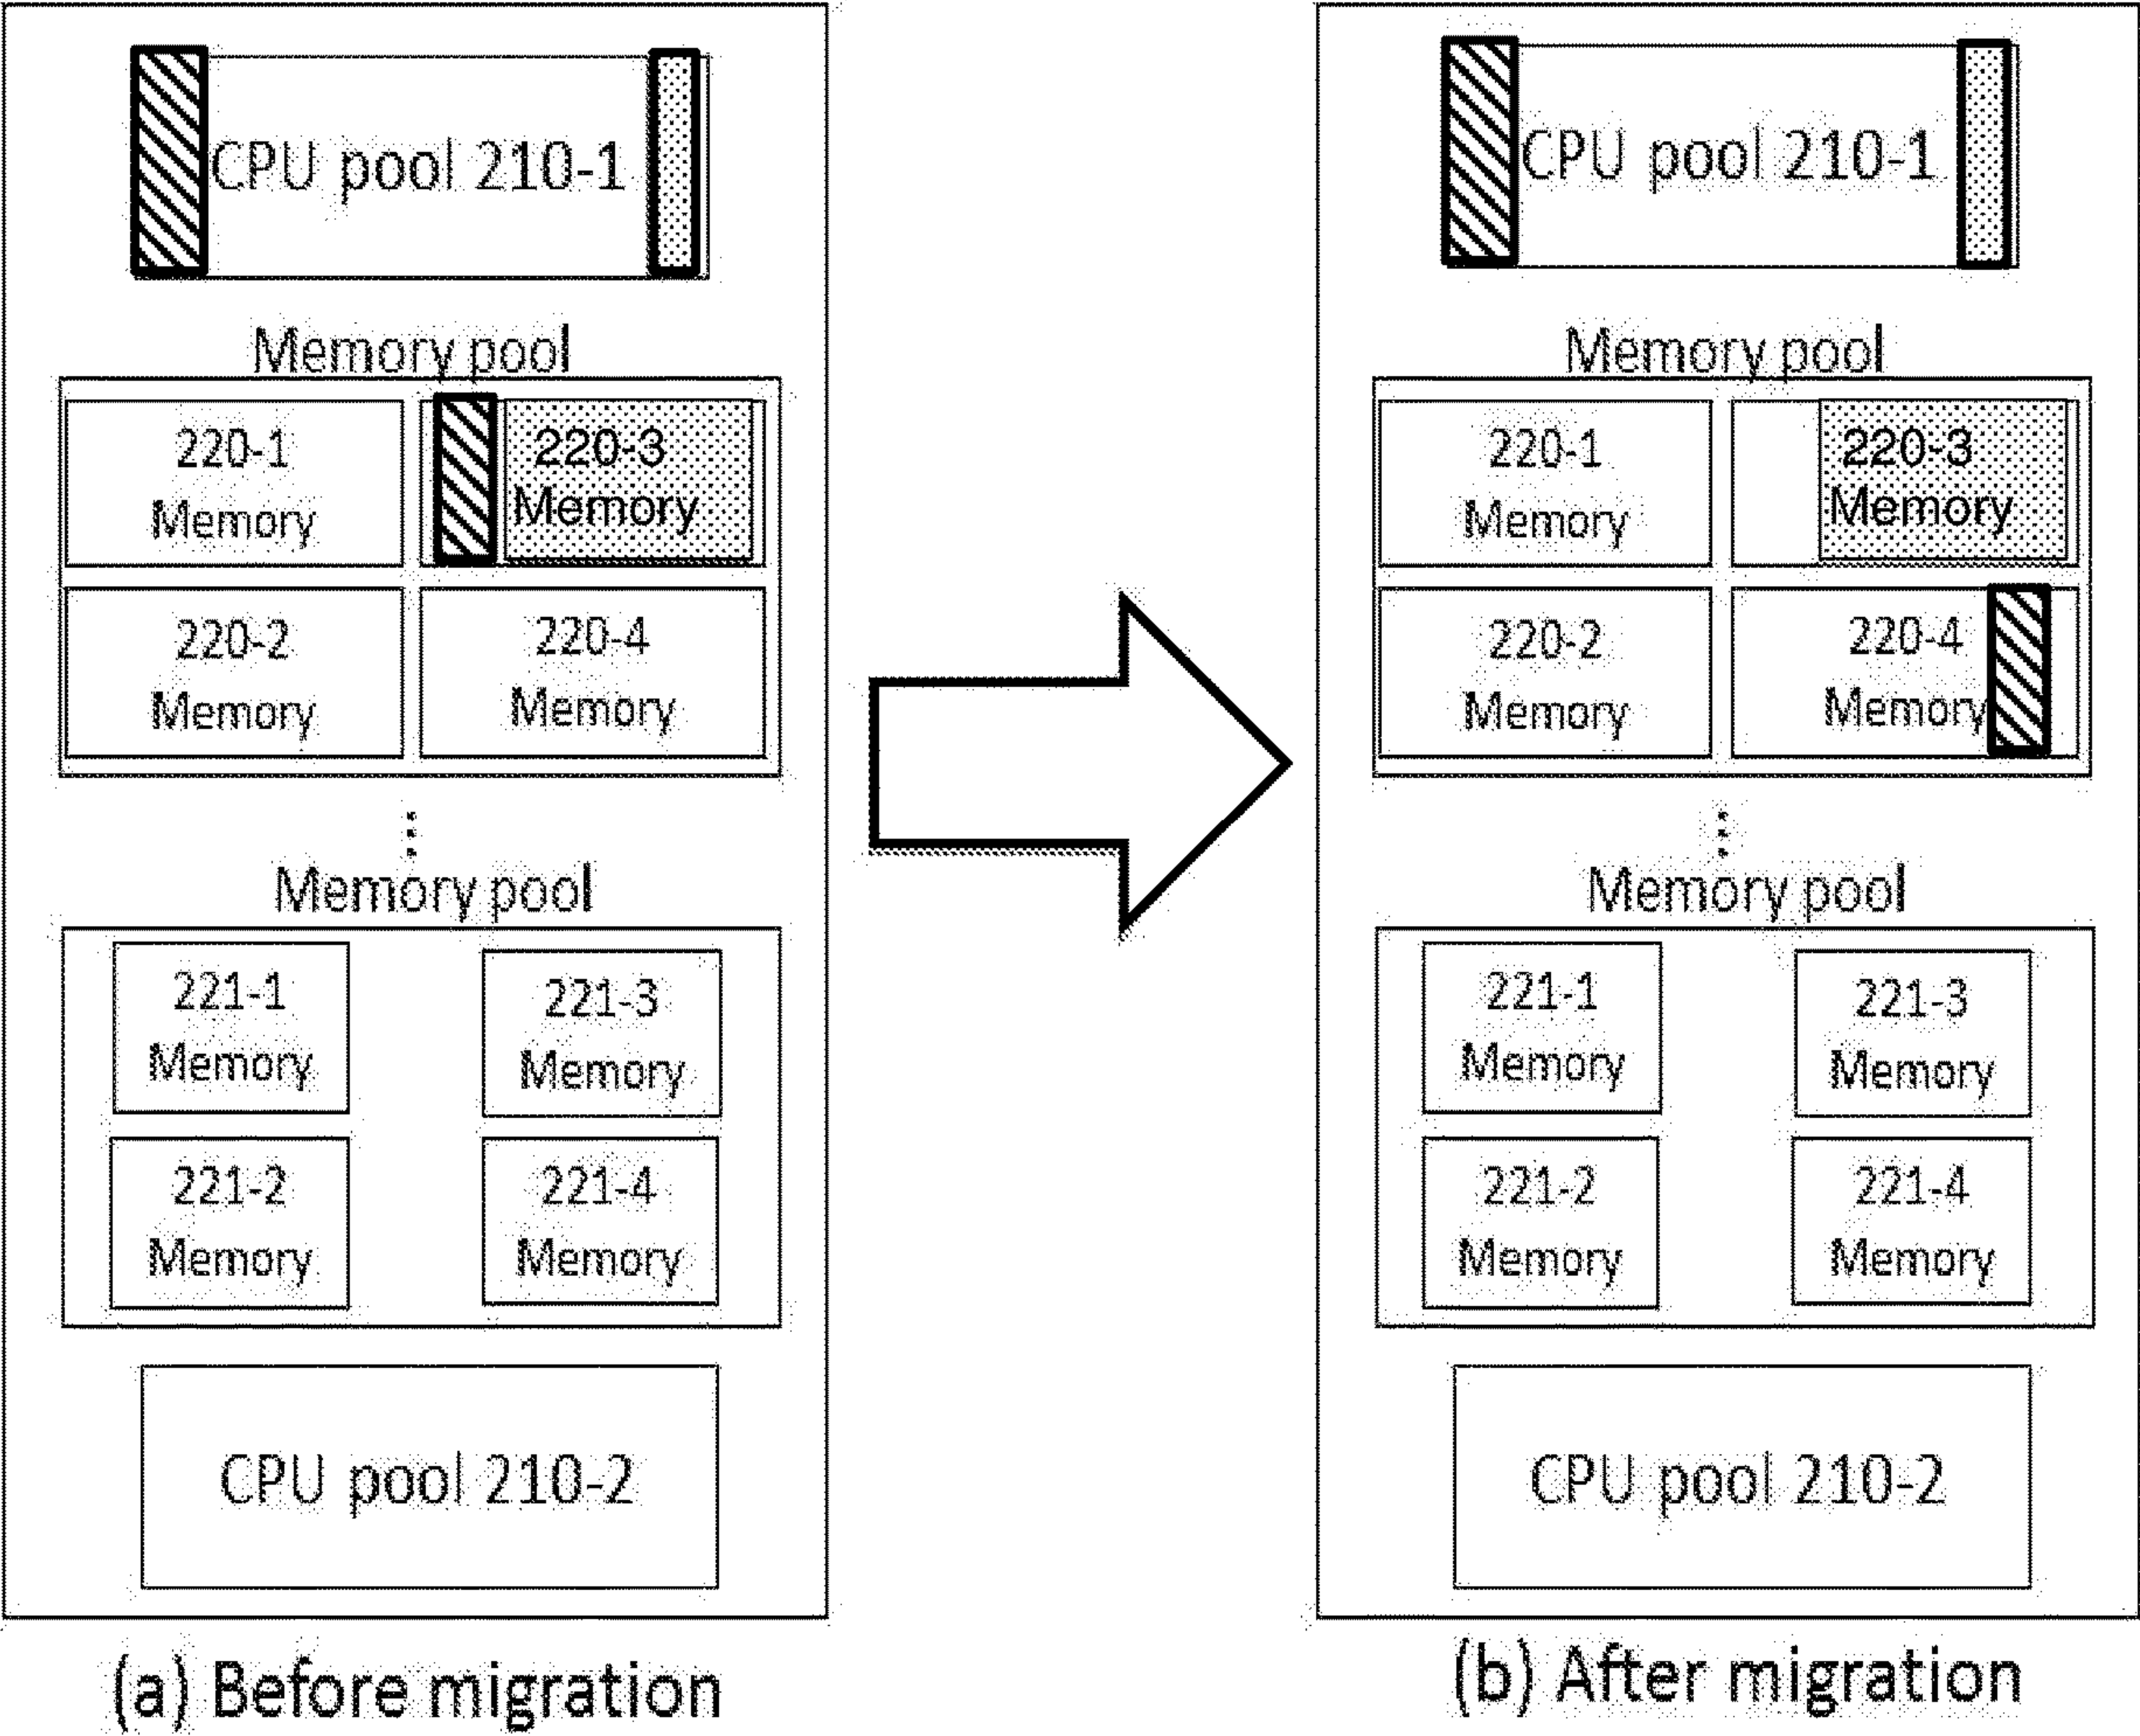 CPU pool 210-1
Memory pool
220-1
Memory
220-3
Memory
220-2
Memory
220-4
Memory
Memory pool
221-1
Memory
221-3
Memory
221-2
Memory
221-4
Memory
CPU pool 210-2
(a) Before migration
CPU pool 210-1
Memory pool
220-1
Memory
220-3
Memory
220-2
Memory
220-4
Memory
Memory pool
221-1
Memory
221-3
Memory
221-2
Memory
221-4
Memory
CPU pool 210-2
(b) After migration